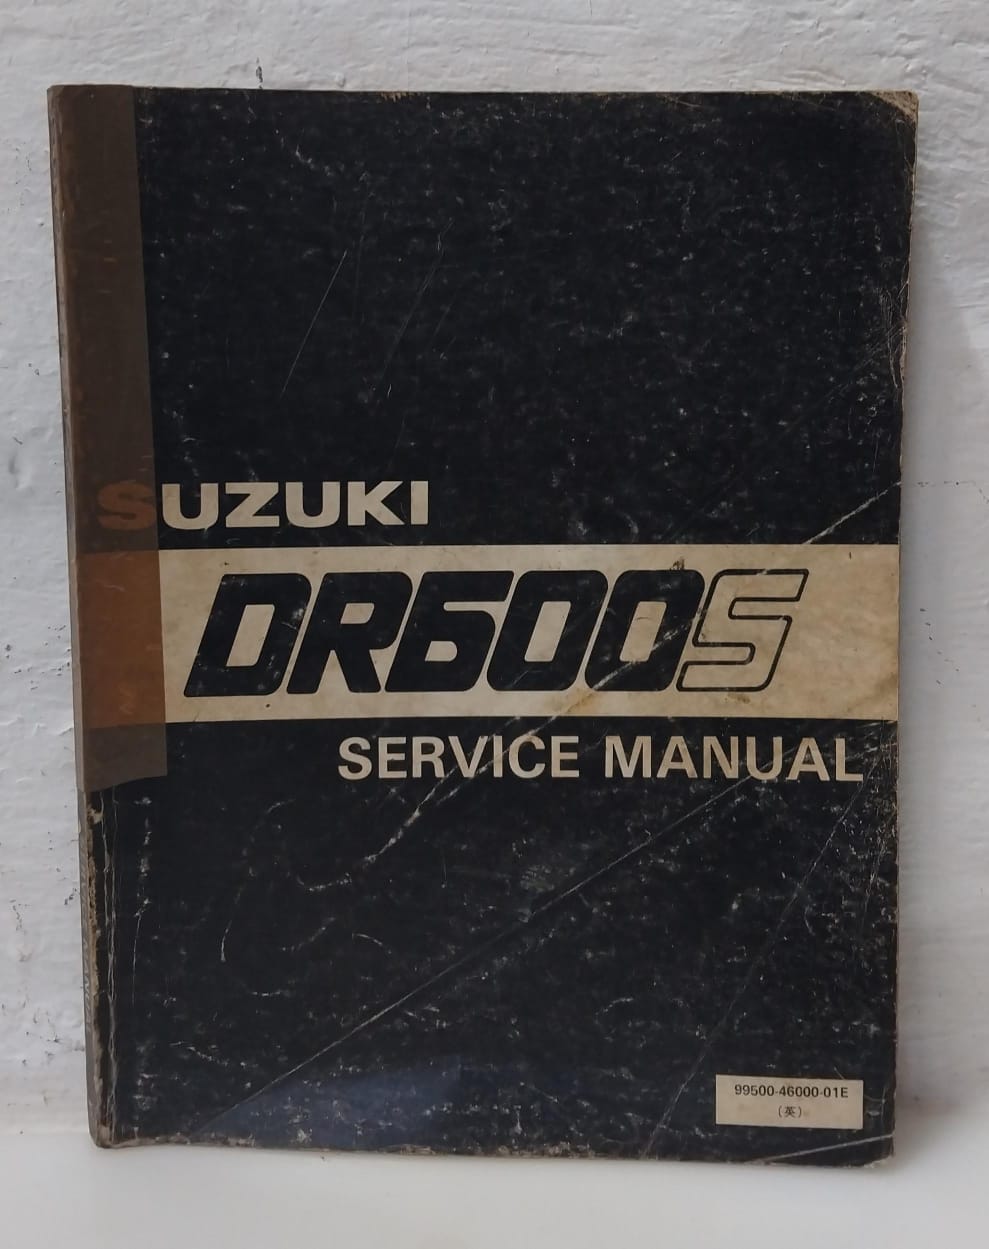 SUZUKI
DR600S
SERVICE MANUAL
99500-46000-01E
(英)